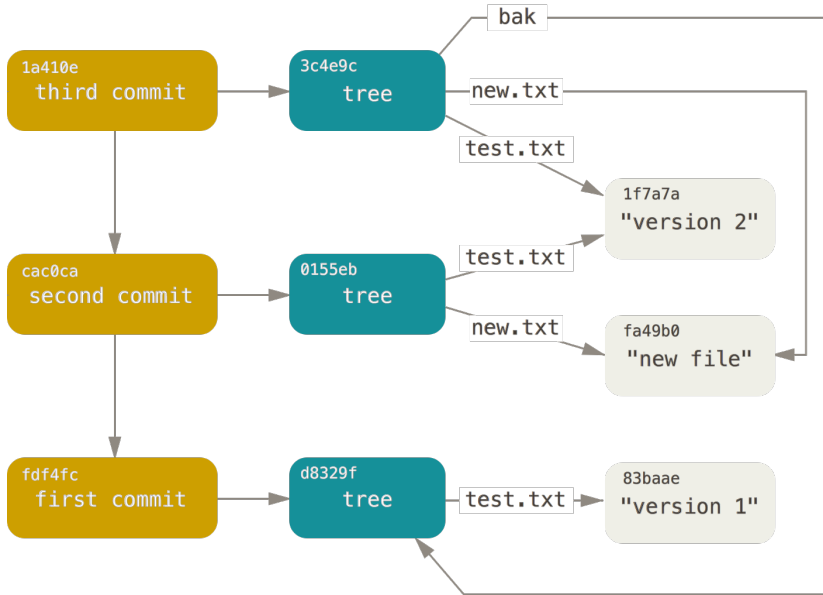 bak
1a410e
third commit
3c4e9c
tree
new.txt
test.txt
1f7a7a
"version 2"
cac0ca
second commit
0155eb
tree
test.txt
new.txt
fa49b0
"new file"
fdf4fc
first commit
d8329f
tree
test.txt
83baae
"version 1"